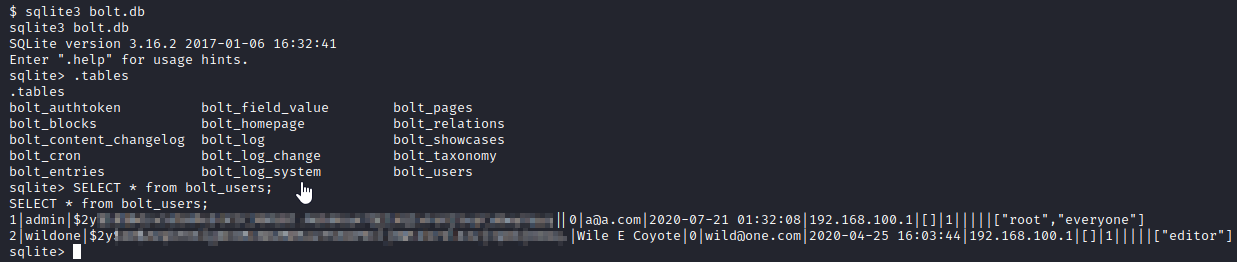 $ sqlite3 bolt.db
sqlite3 bolt.db
SQLite version 3.16.2 2017-01-06 16:32:41
Enter ".help" for usage hints.
sqlite> .tables
.tables
bolt_authtoken          bolt_field_value        bolt_pages
bolt_blocks             bolt_homepage           bolt_relations
bolt_content_changelog  bolt_log                bolt_showcases
bolt_cron               bolt_log_change         bolt_taxonomy
bolt_entries            bolt_log_system         bolt_users
sqlite> SELECT * from bolt_users;
SELECT * from bolt_users;
1|admin|$2y ||0|a@a.com|2020-07-21 01:32:08|192.168.100.1|[]|1|||||["root","everyone"]
2|wildone|$2y |Wile E Coyote|0|wild@one.com|2020-04-25 16:03:44|192.168.100.1|[]|1|||||["editor"]
sqlite>